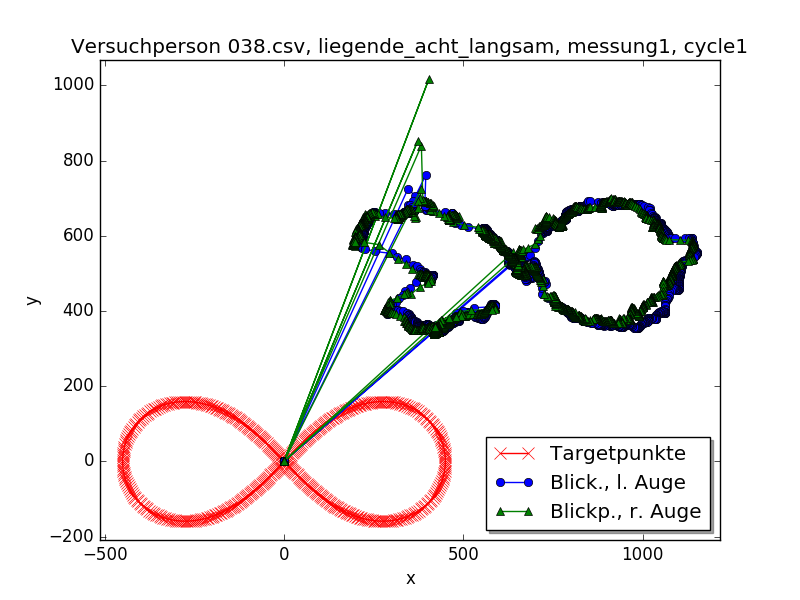 Versuchperson 038.csv, liegende_acht_langsam, messung1, cycle1
1000
800
600
400
200
0
−200
y
−500
0
500
1000
x
Targetpunkte
Blick., l. Auge
Blickp., r. Auge